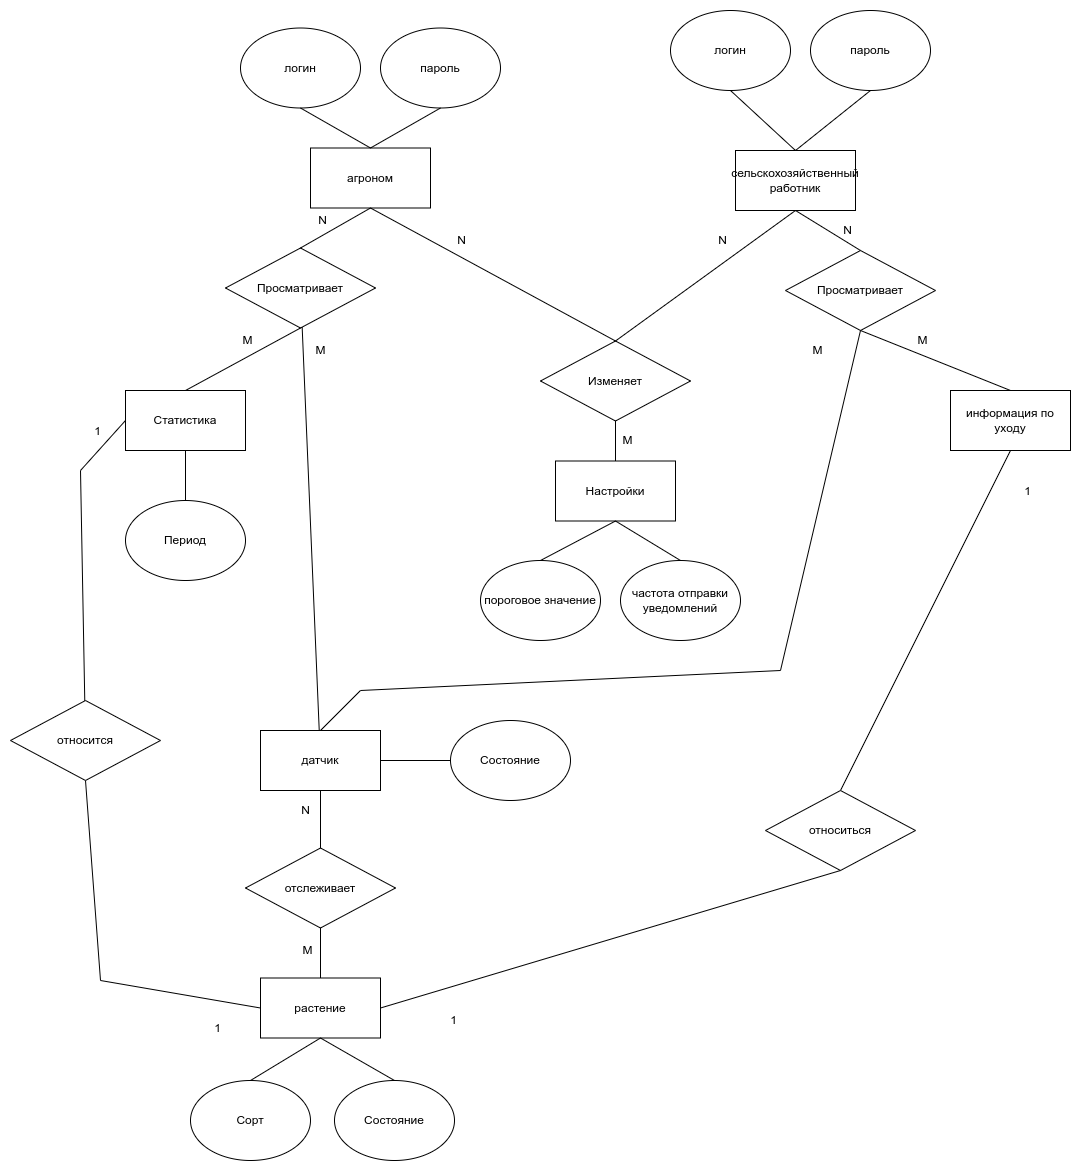 логин
пароль
логин
пароль
агроном
сельскохозяйственный
работник
N
N
N
N
Просматривает
Просматривает
M
M
M
M
Изменяет
1
Статистика
M
информация по
уходу
Настройки
1
Период
пороговое значение
частота отправки
уведомлений
относится
датчик
Состояние
N
относиться
отслеживает
M
растение
1
1
Сорт
Состояние